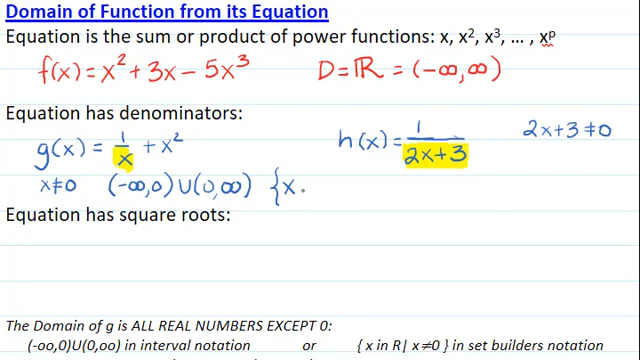 Domain of Function from its Equation
Equation is the sum or product of power functions: x, x², x³, ... , xᵖ
f(x) = x² + 3x − 5x³ D = ℝ = (−∞, ∞)
Equation has denominators:
g(x) = 1/x + x² h(x) = 1/(2x+3) 2x+3 ≠ 0
x≠0 (−∞,0) ∪ (0,∞) {x
Equation has square roots:
The Domain of g is ALL REAL NUMBERS EXCEPT 0:
(-oo,0)U(0,oo) in interval notation or { x in R| x≠0 } in set builders notation